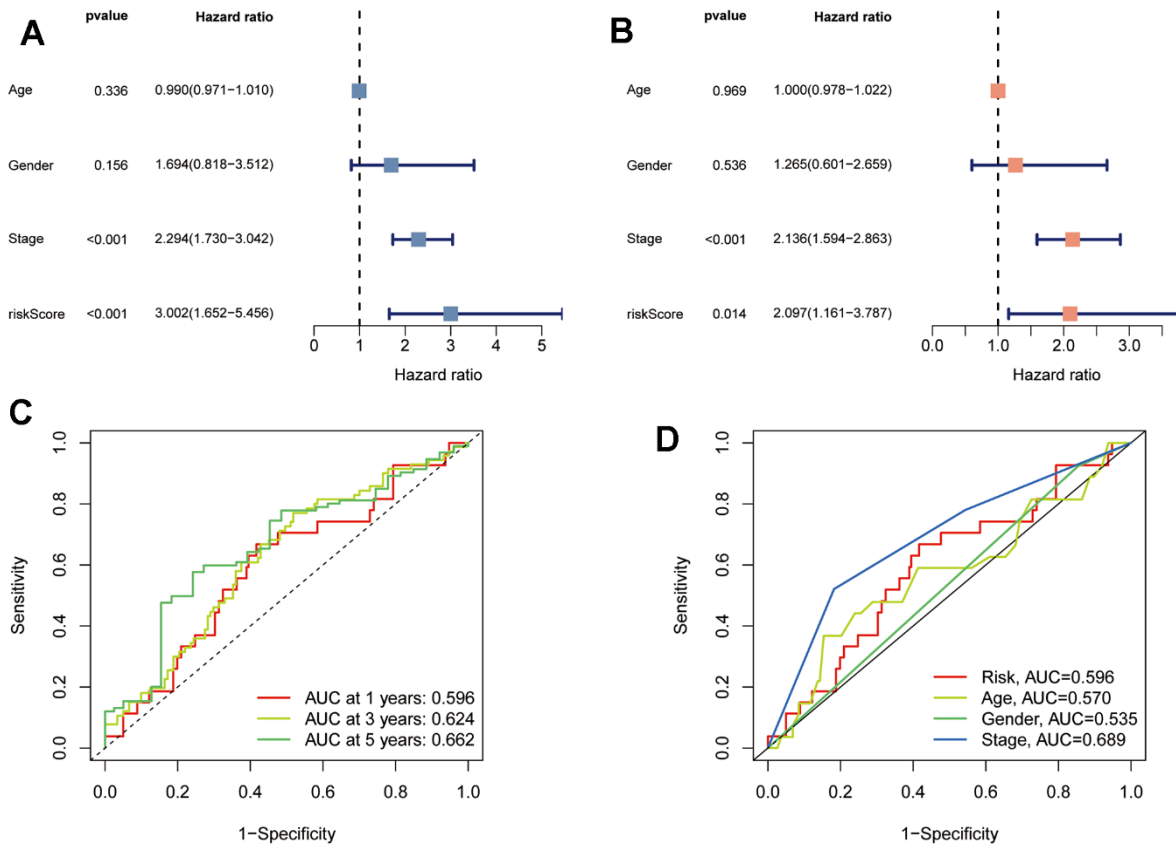 A
pvalue Hazard ratio
Age 0.336 0.990(0.971−1.010)
Gender 0.156 1.694(0.818−3.512)
Stage <0.001 2.294(1.730−3.042)
riskScore <0.001 3.002(1.652−5.456)
0 1 2 3 4 5
Hazard ratio
B
pvalue Hazard ratio
Age 0.969 1.000(0.978−1.022)
Gender 0.536 1.265(0.601−2.659)
Stage <0.001 2.136(1.594−2.863)
riskScore 0.014 2.097(1.161−3.787)
0.0 1.0 2.0 3.0
Hazard ratio
C
Sensitivity
1.0
0.8
0.6
0.4
0.2
0.0
AUC at 1 years: 0.596
AUC at 3 years: 0.624
AUC at 5 years: 0.662
0.0 0.2 0.4 0.6 0.8 1.0
1−Specificity
D
Sensitivity
1.0
0.8
0.6
0.4
0.2
0.0
Risk, AUC=0.596
Age, AUC=0.570
Gender, AUC=0.535
Stage, AUC=0.689
0.0 0.2 0.4 0.6 0.8 1.0
1−Specificity